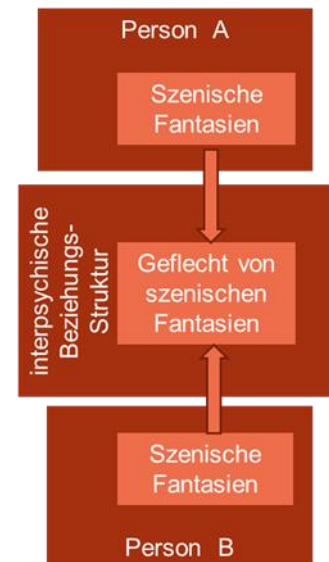 Person A
Szenische
Fantasien
interpsychische
Beziehungs-
Struktur
Geflecht von
szenischen
Fantasien
Szenische
Fantasien
Person B